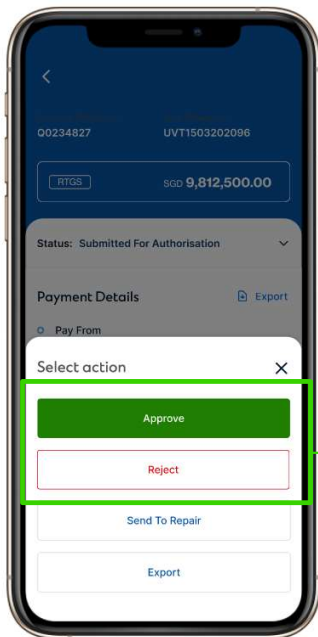 Q0234827 UVT1503202096
RTGS SGD 9,812,500.00
Status: Submitted For Authorisation
Payment Details Export
Pay From
Select action
Approve
Reject
Send To Repair
Export